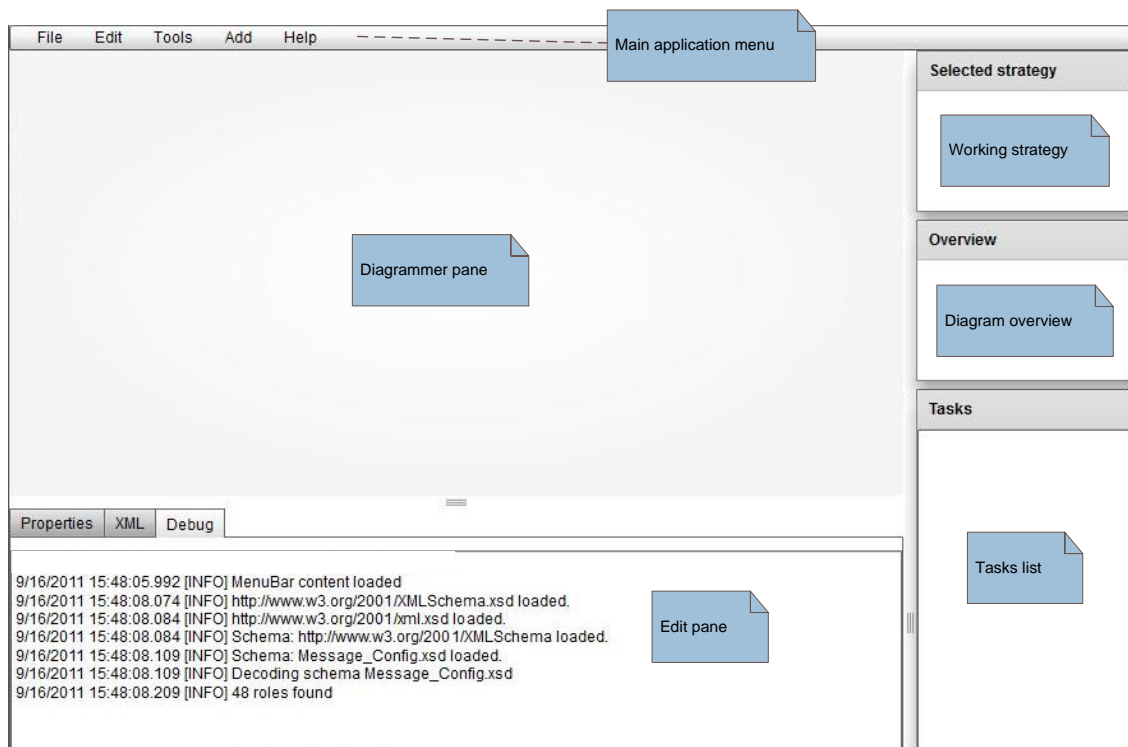 File Edit Tools Add Help
Main application menu
Selected strategy
Working strategy
Diagrammer pane
Overview
Diagram overview
Tasks
Tasks list
Properties XML Debug
9/16/2011 15:48:05.992 [INFO] MenuBar content loaded
9/16/2011 15:48:08.074 [INFO] http://www.w3.org/2001/XMLSchema.xsd loaded.
9/16/2011 15:48:08.084 [INFO] http://www.w3.org/2001/xml.xsd loaded.
9/16/2011 15:48:08.084 [INFO] Schema: http://www.w3.org/2001/XMLSchema loaded.
9/16/2011 15:48:08.109 [INFO] Schema: Message_Config.xsd loaded.
9/16/2011 15:48:08.109 [INFO] Decoding schema Message_Config.xsd
9/16/2011 15:48:08.209 [INFO] 48 roles found
Edit pane